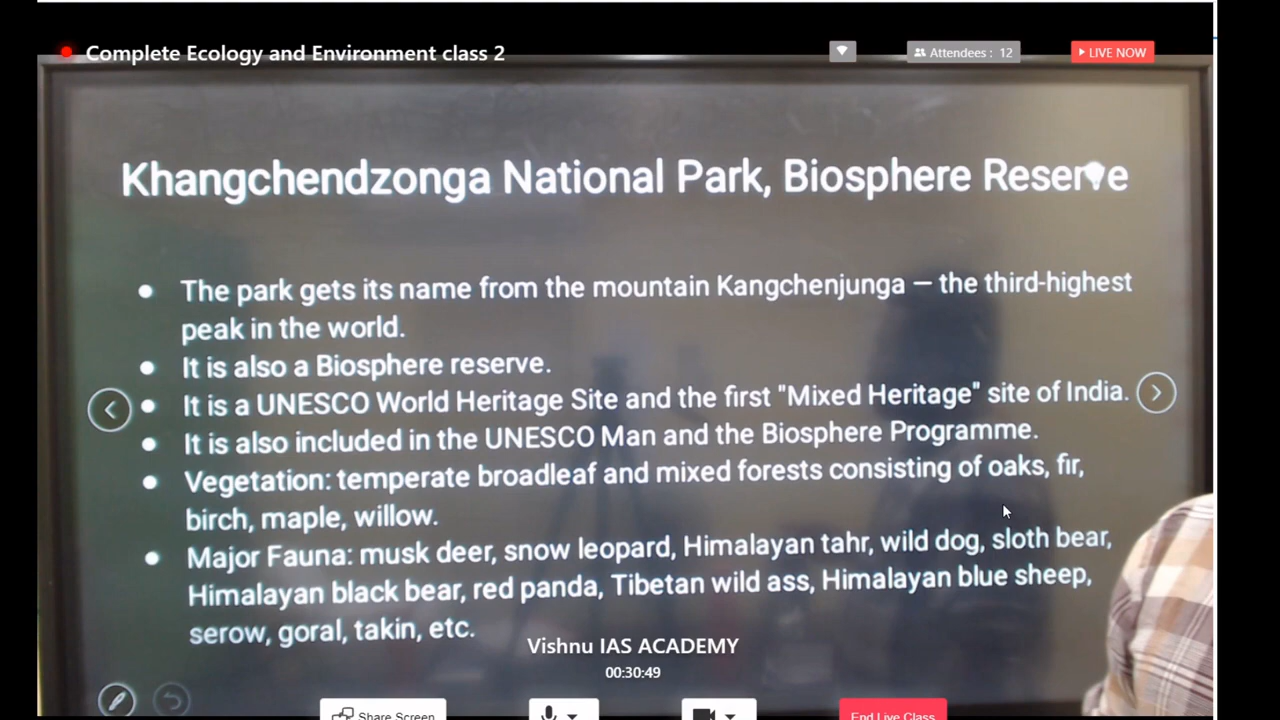 Complete Ecology and Environment class 2
Attendees : 12
LIVE NOW
Khangchendzonga National Park, Biosphere Reserve
• The park gets its name from the mountain Kangchenjunga — the third-highest
peak in the world.
• It is also a Biosphere reserve.
• It is a UNESCO World Heritage Site and the first "Mixed Heritage" site of India.
• It is also included in the UNESCO Man and the Biosphere Programme.
• Vegetation: temperate broadleaf and mixed forests consisting of oaks, fir,
birch, maple, willow.
• Major Fauna: musk deer, snow leopard, Himalayan tahr, wild dog, sloth bear,
Himalayan black bear, red panda, Tibetan wild ass, Himalayan blue sheep,
serow, goral, takin, etc.
Vishnu IAS ACADEMY
00:30:49
Share Screen
End Live Class